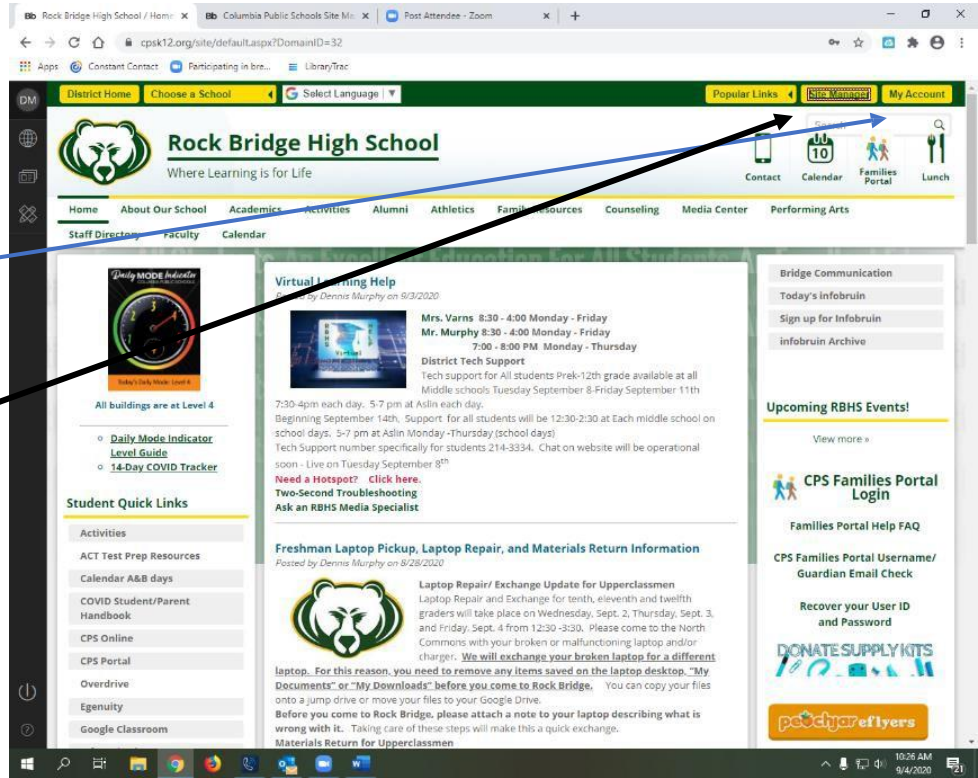 Rock Bridge High School / Home
Columbia Public Schools Site Ma
Post Attendee - Zoom
cpsk12.org/site/default.aspx?DomainID=32
Apps
Constant Contact
Participating in bre...
LibraryTrac
DM
District Home
Choose a School
Select Language
Popular Links
Site Manager
My Account
Rock Bridge High School
Where Learning is for Life
Search
Contact
10
Calendar
Families
Portal
Lunch
Home
About Our School
Academics
Activities
Alumni
Athletics
Family Resources
Counseling
Media Center
Performing Arts
Staff Directory
Faculty
Calendar
An Excellent Education For All Students
Daily MODE Indicator
Today's Daily Mode: Level 4
All buildings are at Level 4
Daily Mode Indicator
Level Guide
14-Day COVID Tracker
Student Quick Links
Activities
ACT Test Prep Resources
Calendar A&B days
COVID Student/Parent
Handbook
CPS Online
CPS Portal
Overdrive
Egenuity
Google Classroom
Virtual Learning Help
Posted by Dennis Murphy on 9/3/2020
RBHS
Virtual
HELP
Mrs. Varns 8:30 - 4:00 Monday - Friday
Mr. Murphy 8:30 - 4:00 Monday - Friday
7:00 - 8:00 PM Monday - Thursday
District Tech Support
Tech support for All students Prek-12th grade available at all
Middle schools Tuesday September 8-Friday September 11th
7:30-4pm each day. 5-7 pm at Aslin each day.
Beginning September 14th, Support for all students will be 12:30-2:30 at Each middle school on
school days. 5-7 pm at Aslin Monday -Thursday (school days)
Tech Support number specifically for students 214-3334. Chat on website will be operational
soon - Live on Tuesday September 8th
Need a Hotspot? Click here.
Two-Second Troubleshooting
Ask an RBHS Media Specialist
Freshman Laptop Pickup, Laptop Repair, and Materials Return Information
Posted by Dennis Murphy on 8/28/2020
Laptop Repair/ Exchange Update for Upperclassmen
Laptop Repair and Exchange for tenth, eleventh and twelfth
graders will take place on Wednesday, Sept. 2, Thursday, Sept. 3,
and Friday, Sept. 4 from 12:30 -3:30. Please come to the North
Commons with your broken or malfunctioning laptop and/or
charger. We will exchange your broken laptop for a different
laptop. For this reason, you need to remove any items saved on the laptop desktop, "My
Documents" or "My Downloads" before you come to Rock Bridge. You can copy your files
onto a jump drive or move your files to your Google Drive.
Before you come to Rock Bridge, please attach a note to your laptop describing what is
wrong with it. Taking care of these steps will make this a quick exchange.
Materials Return for Upperclassmen
Bridge Communication
Today's infobruin
Sign up for Infobruin
infobruin Archive
Upcoming RBHS Events!
View more »
CPS Families Portal
Login
Families Portal Help FAQ
CPS Families Portal Username/
Guardian Email Check
Recover your User ID
and Password
DONATE SUPPLY KITS
peachjar eflyers
10:26 AM
9/4/2020
21